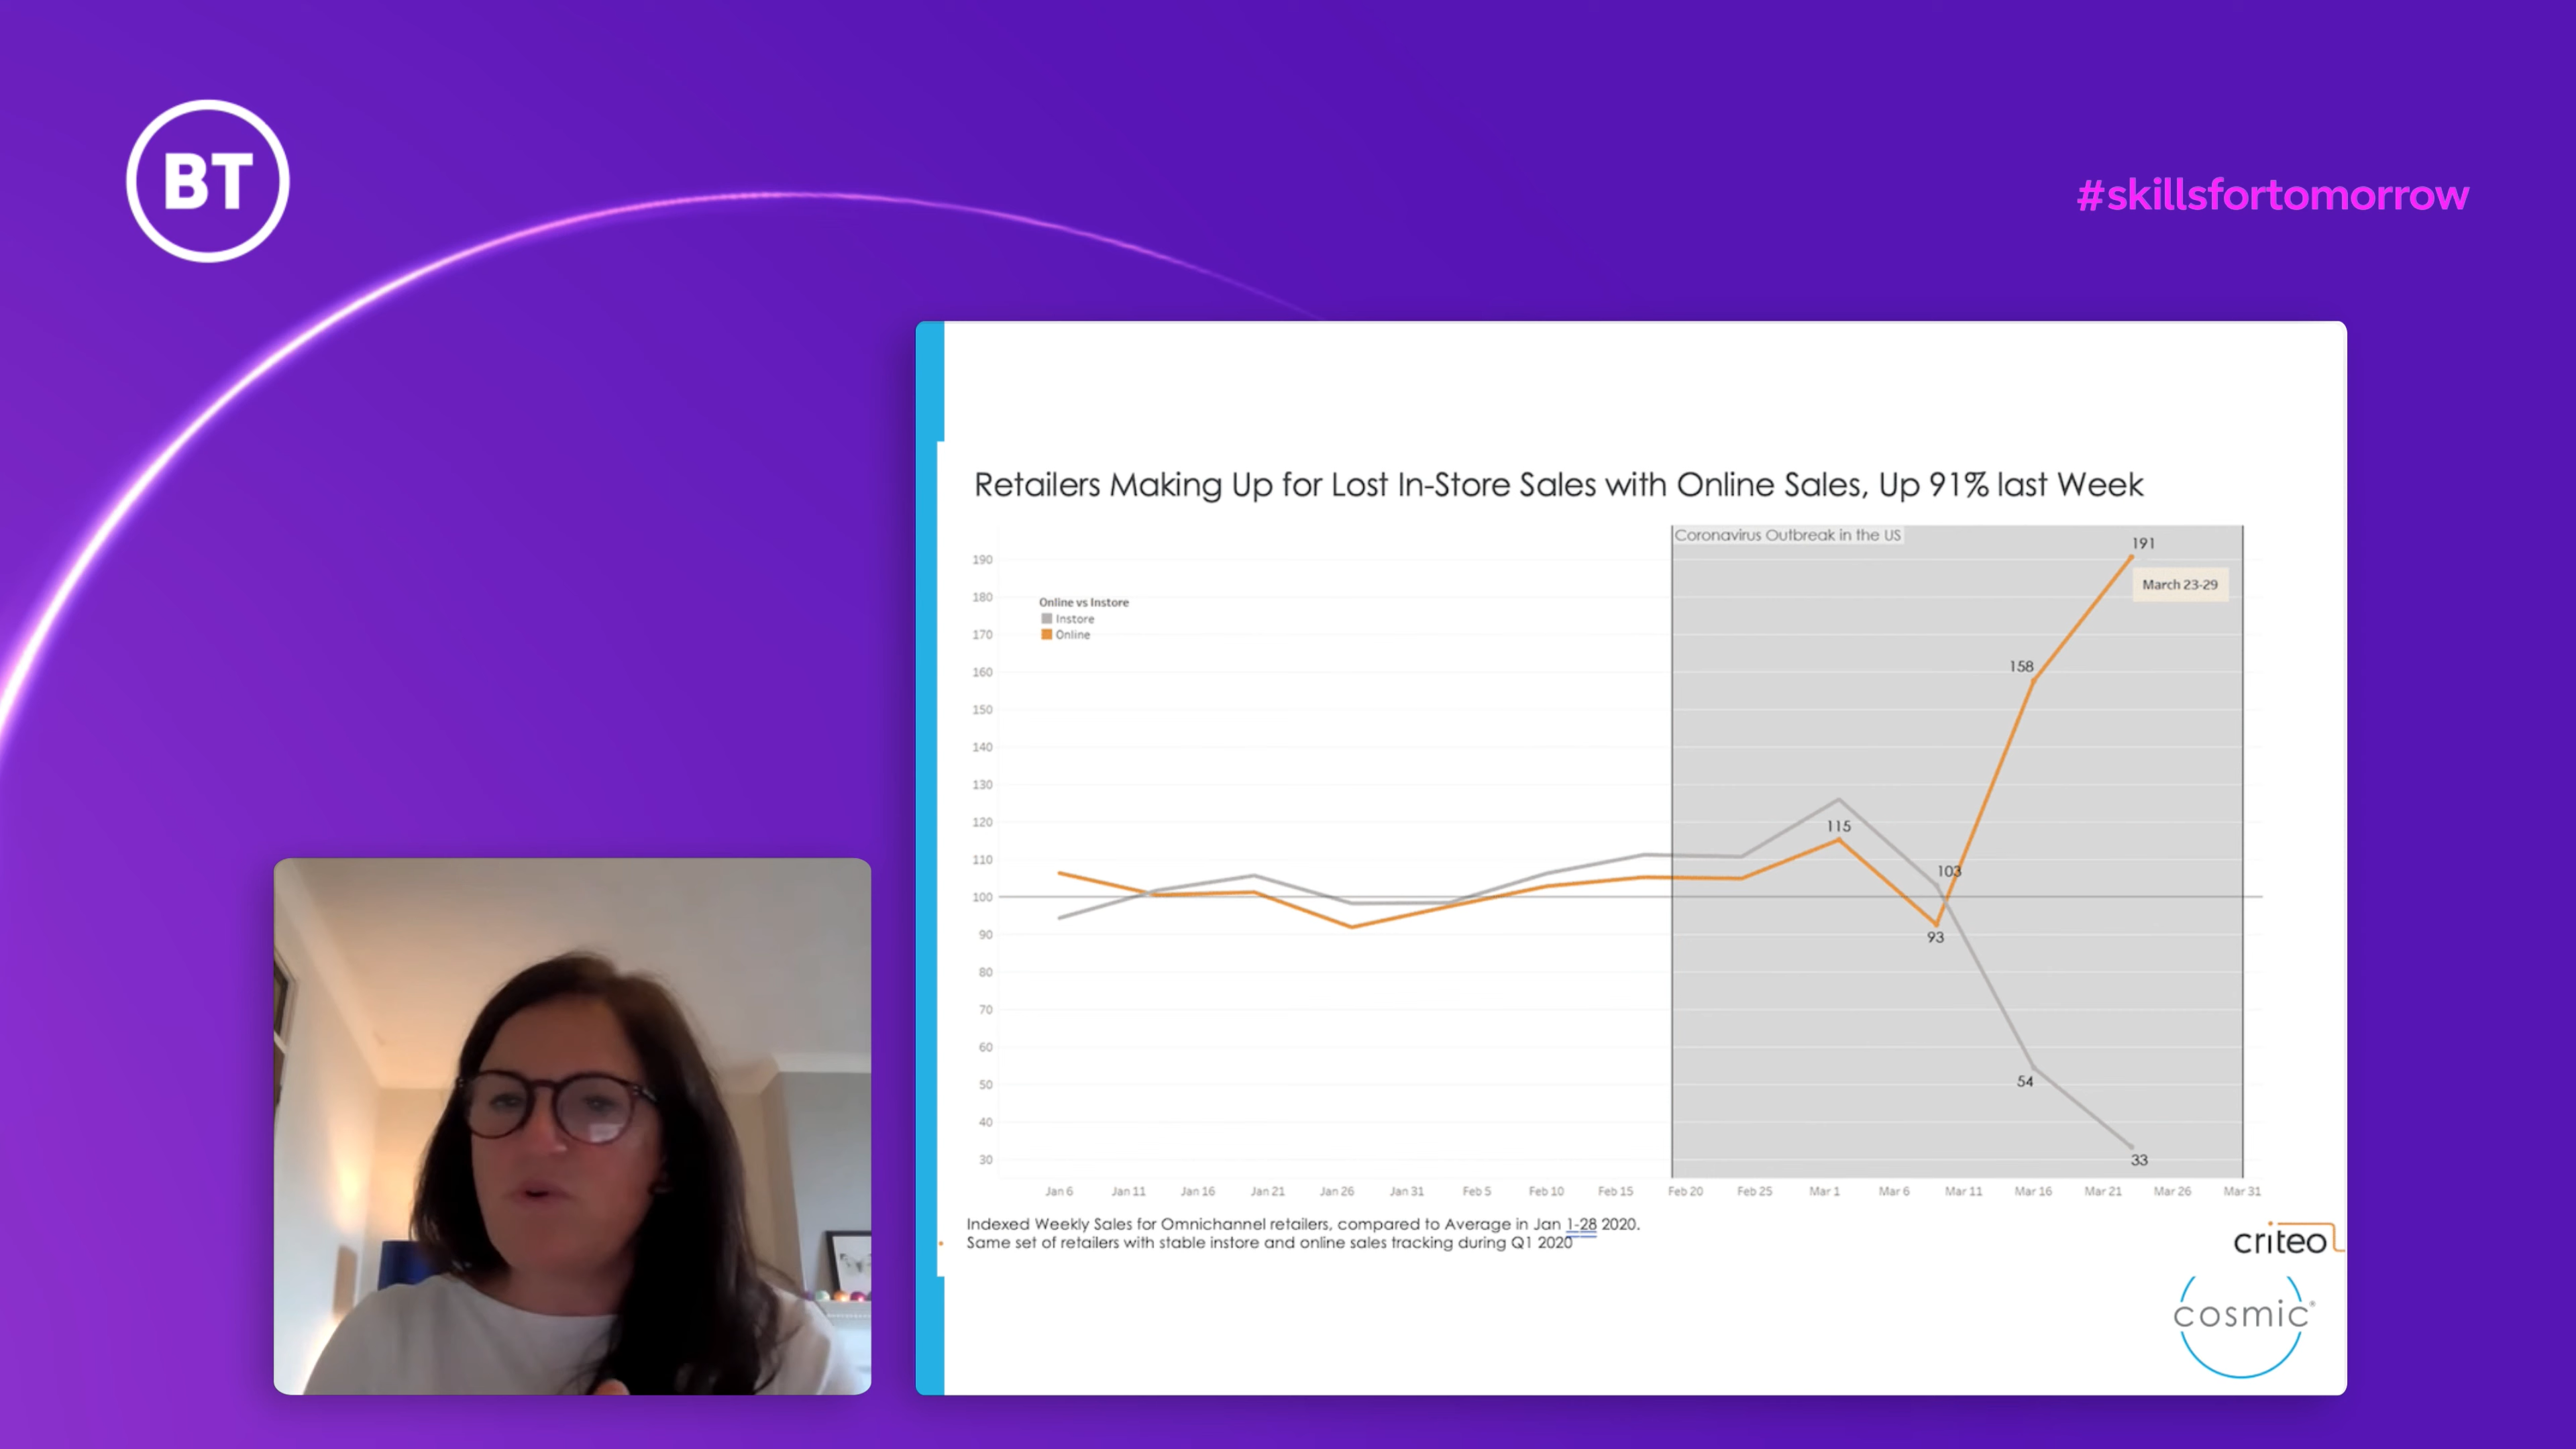 BT
#skillsfortomorrow
Retailers Making Up for Lost In-Store Sales with Online Sales, Up 91% last Week
Coronavirus Outbreak in the US
191
March 23-29
190
180
170
160
150
140
130
120
110
100
90
80
70
60
50
40
30
Online vs Instore
Instore
Online
158
115
103
93
54
33
Jan 6 Jan 11 Jan 16 Jan 21 Jan 26 Jan 31 Feb 5 Feb 10 Feb 15 Feb 20 Feb 25 Mar 1 Mar 6 Mar 11 Mar 16 Mar 21 Mar 26 Mar 31
Indexed Weekly Sales for Omnichannel retailers, compared to Average in Jan 1-28 2020.
Same set of retailers with stable instore and online sales tracking during Q1 2020
criteo
cosmic®